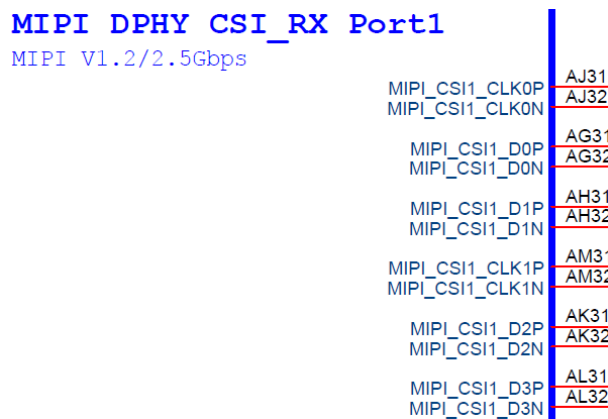 MIPI DPHY CSI_RX Port1
MIPI V1.2/2.5Gbps
MIPI_CSI1_CLK0P AJ31
MIPI_CSI1_CLK0N AJ32
MIPI_CSI1_D0P AG31
MIPI_CSI1_D0N AG32
MIPI_CSI1_D1P AH31
MIPI_CSI1_D1N AH32
MIPI_CSI1_CLK1P AM31
MIPI_CSI1_CLK1N AM32
MIPI_CSI1_D2P AK31
MIPI_CSI1_D2N AK32
MIPI_CSI1_D3P AL31
MIPI_CSI1_D3N AL32